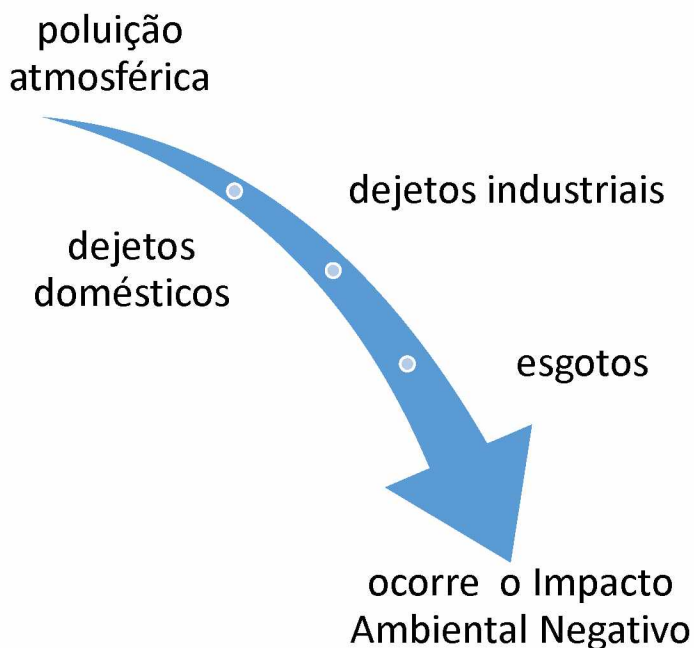 poluição
atmosférica
dejetos industriais
dejetos
domésticos
esgotos
ocorre o Impacto
Ambiental Negativo